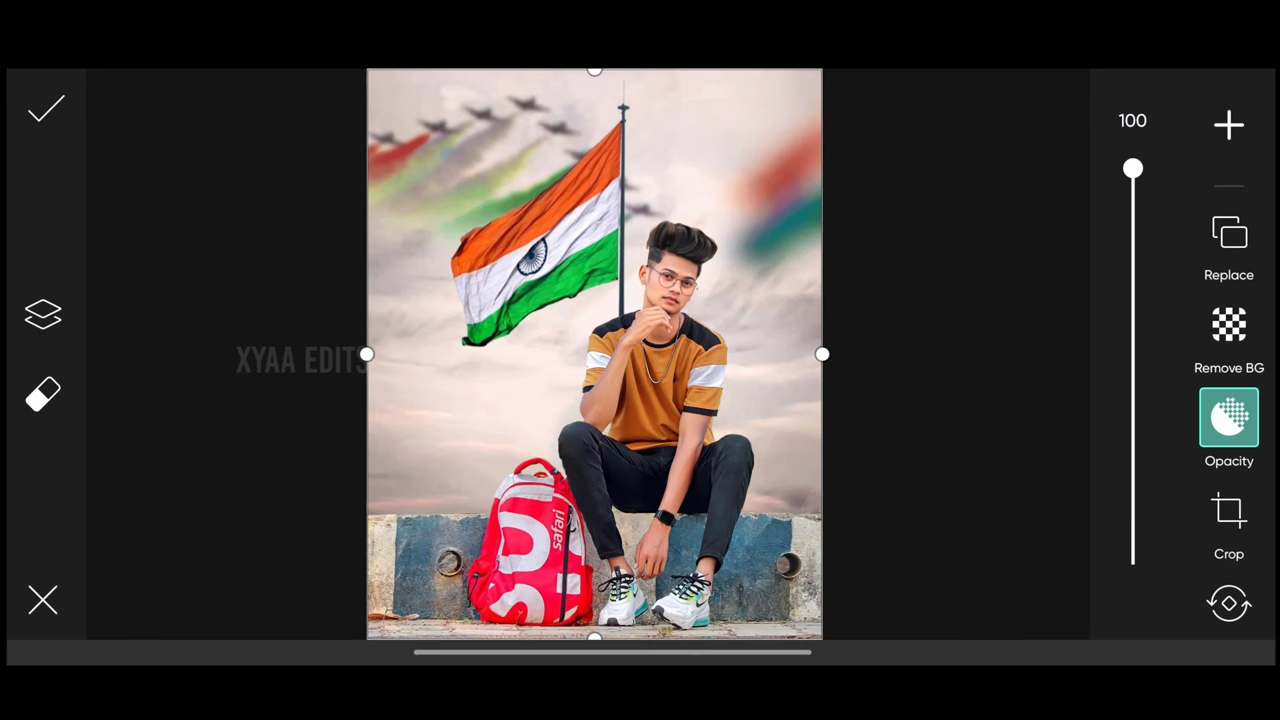 100
Replace
XYAA EDITS
Remove BG
Opacity
safari
Crop